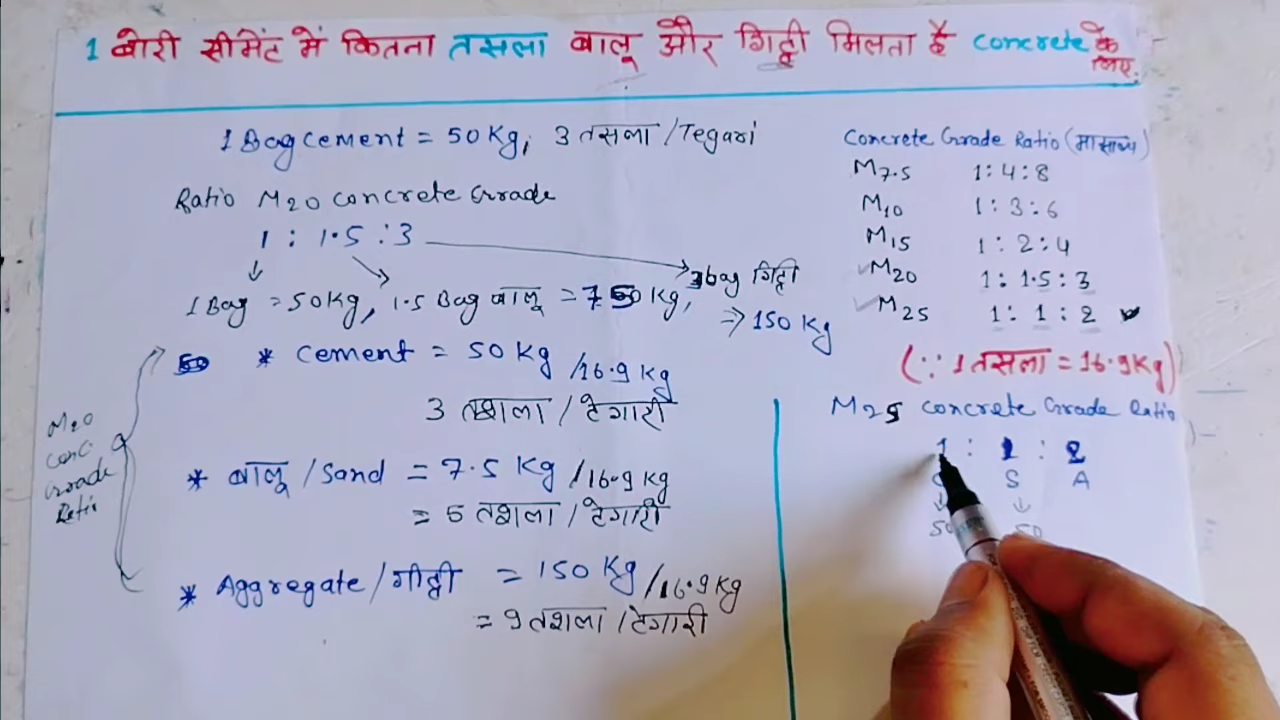 1 बोरी सीमेंट में कितना तसला बालू और गिट्टी मिलता है concrete के लिए.
1 Bag cement = 50 Kg, 3 तसला / Tegari
Ratio M20 concrete Grade
1 : 1.5 : 3
3 bag गिट्टी
1 Bag = 50 Kg, 1.5 Bag बालू = 750 Kg,
⇒ 150 Kg
* Cement = 50 Kg /16.9 Kg
3 तशाला / टेगारी
* बालू / Sand = 7.5 Kg /16.9 Kg
= 5 तशला / टेगारी
* Aggregate / गीट्टी = 150 Kg /16.9 Kg
= 9 तशला / टेगारी
M20
Conc.
Grade
Ratio
Concrete Grade Ratio
M7.5 1:4:8
M10 1:3:6
M15 1:2:4
M20 1:1.5:3
M25 1:1:2
(∵ 1 तसला = 16.9 Kg)
M25 concrete Grade Ratio
1 : 1 : 2
S A
↓ ↓
50 50